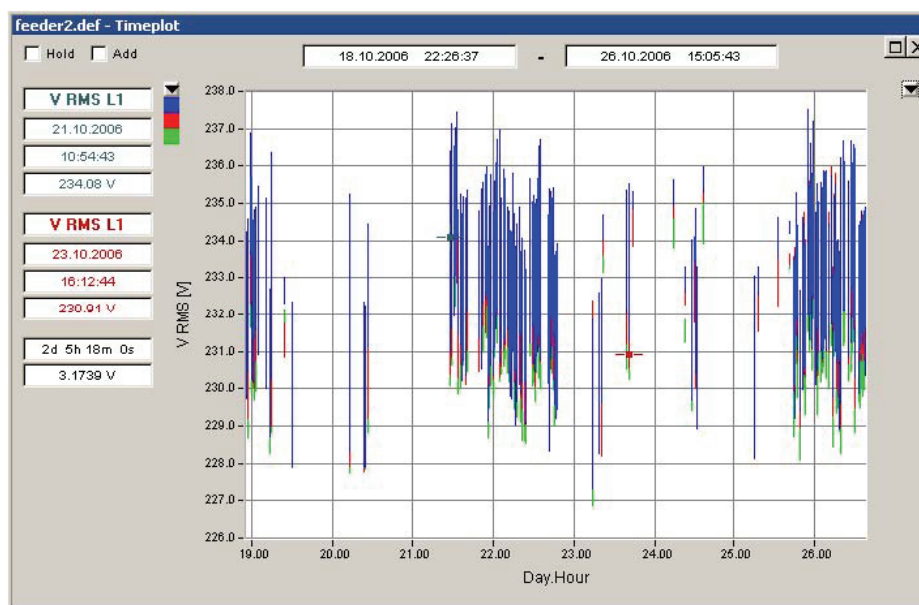 feeder2.def - Timeplot
Hold Add
18.10.2006 22:26:37 - 26.10.2006 15:05:43
V RMS L1
21.10.2006
10:54:43
234.08 V
V RMS L1
23.10.2006
16:12:44
230.91 V
2d 5h 18m 0s
3.1739 V
V RMS [V]
238.0
237.0
236.0
235.0
234.0
233.0
232.0
231.0
230.0
229.0
228.0
227.0
226.0
19.00 20.00 21.00 22.00 23.00 24.00 25.00 26.00
Day.Hour